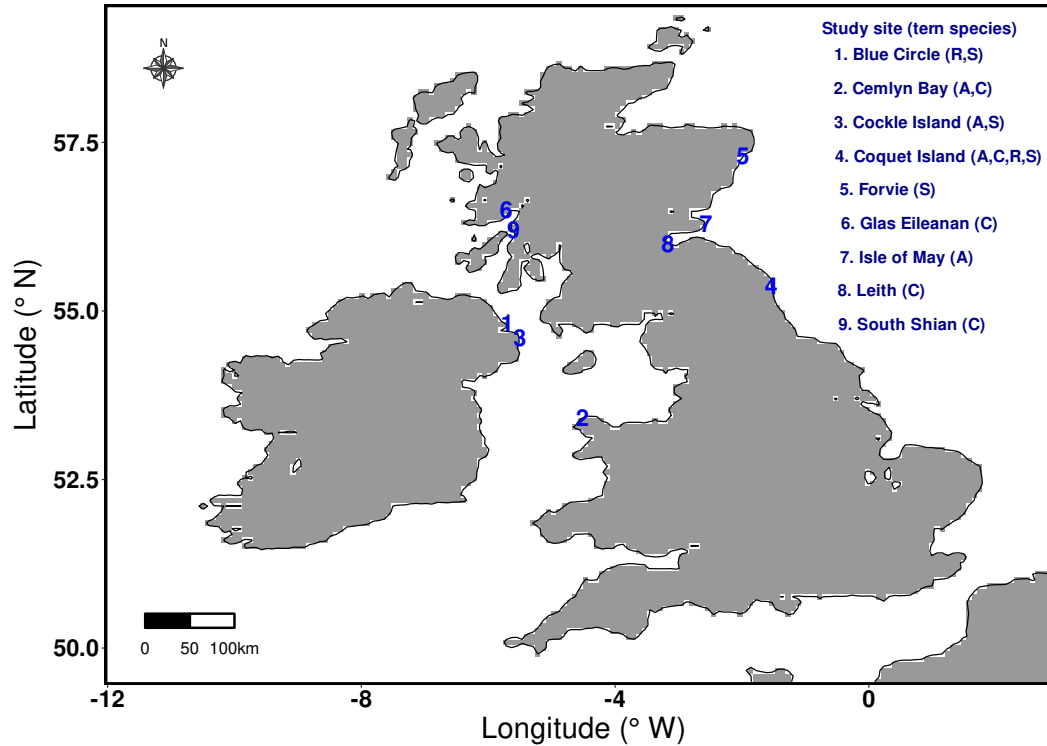 N
Study site (tern species)
1. Blue Circle (R,S)
2. Cemlyn Bay (A,C)
3. Cockle Island (A,S)
4. Coquet Island (A,C,R,S)
5. Forvie (S)
6. Glas Eileanan (C)
7. Isle of May (A)
8. Leith (C)
9. South Shian (C)
57.5
55.0
52.5
50.0
Latitude (° N)
5
6
7
9
8
4
1
3
2
0 50 100km
-12 -8 -4 0
Longitude (° W)